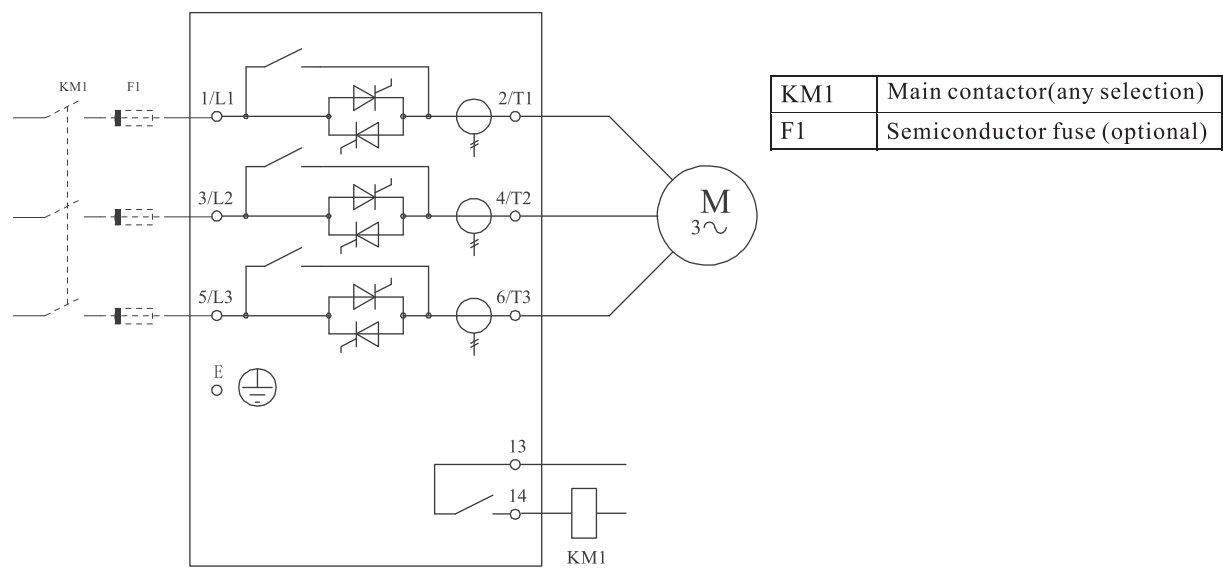 KM1 F1
1/L1 2/T1
3/L2 4/T2
5/L3 6/T3
M
3
E
13
14
KM1
KM1 Main contactor(any selection)
F1 Semiconductor fuse (optional)